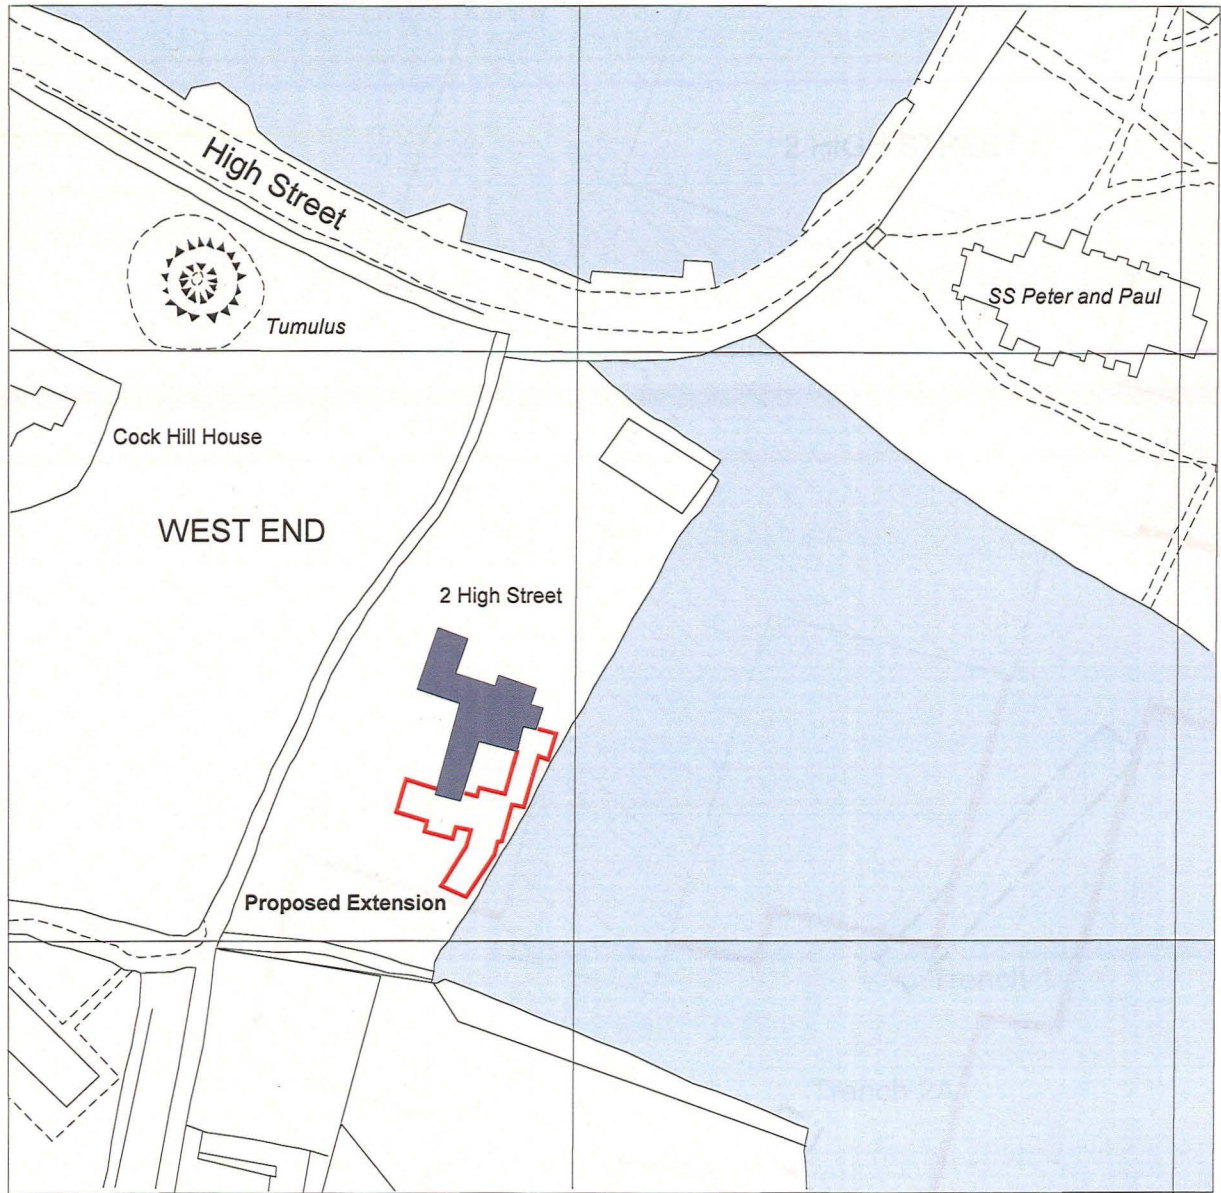 High Street
SS Peter and Paul
Tumulus
Cock Hill House
WEST END
2 High Street
Proposed Extension
Trench 2A